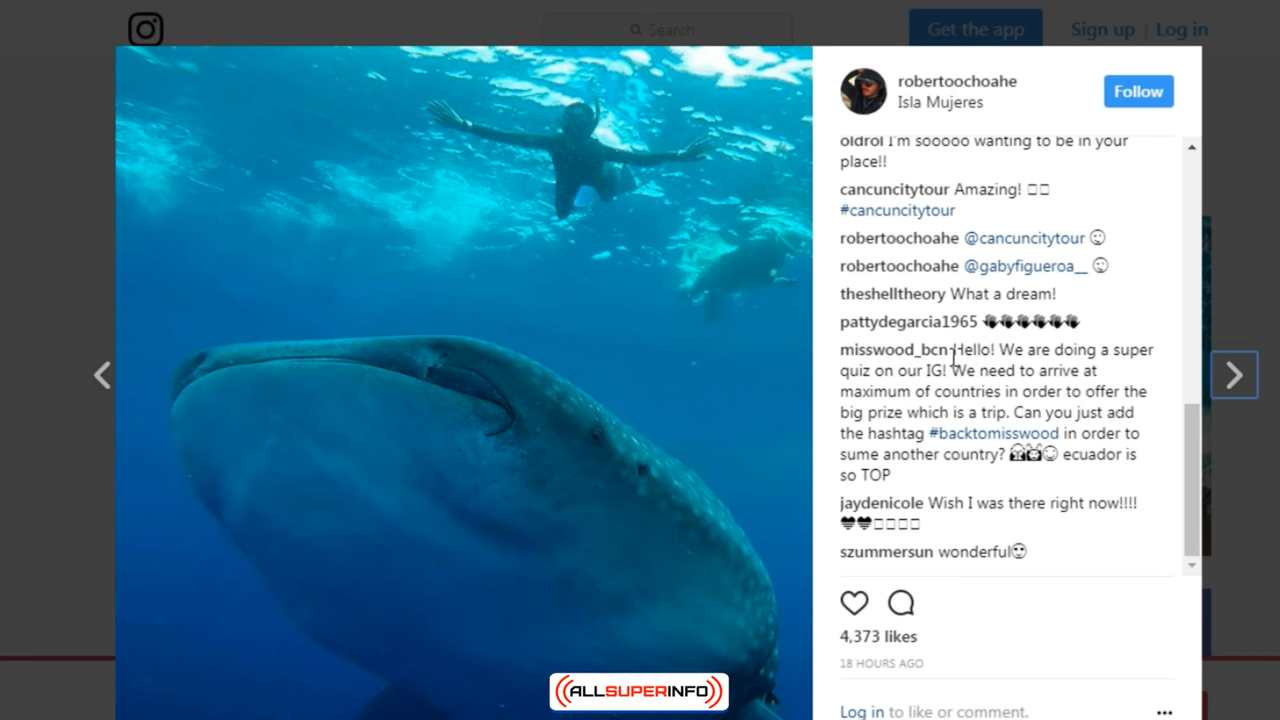 Search
Get the app
Sign up | Log in
robertoochoahe
Isla Mujeres
Follow
oldrol I'm sooooo wanting to be in your
place!!
cancuncitytour Amazing!
#cancuncitytour
robertoochoahe @cancuncitytour
robertoochoahe @gabyfigueroa__
theshelltheory What a dream!
pattydegarcia1965
misswood_bcn Hello! We are doing a super
quiz on our IG! We need to arrive at
maximum of countries in order to offer the
big prize which is a trip. Can you just add
the hashtag #backtomisswood in order to
sume another country? ecuador is
so TOP
jaydenicole Wish I was there right now!!!!
szummersun wonderful
4,373 likes
18 HOURS AGO
Log in to like or comment.
ALLSUPERINFO